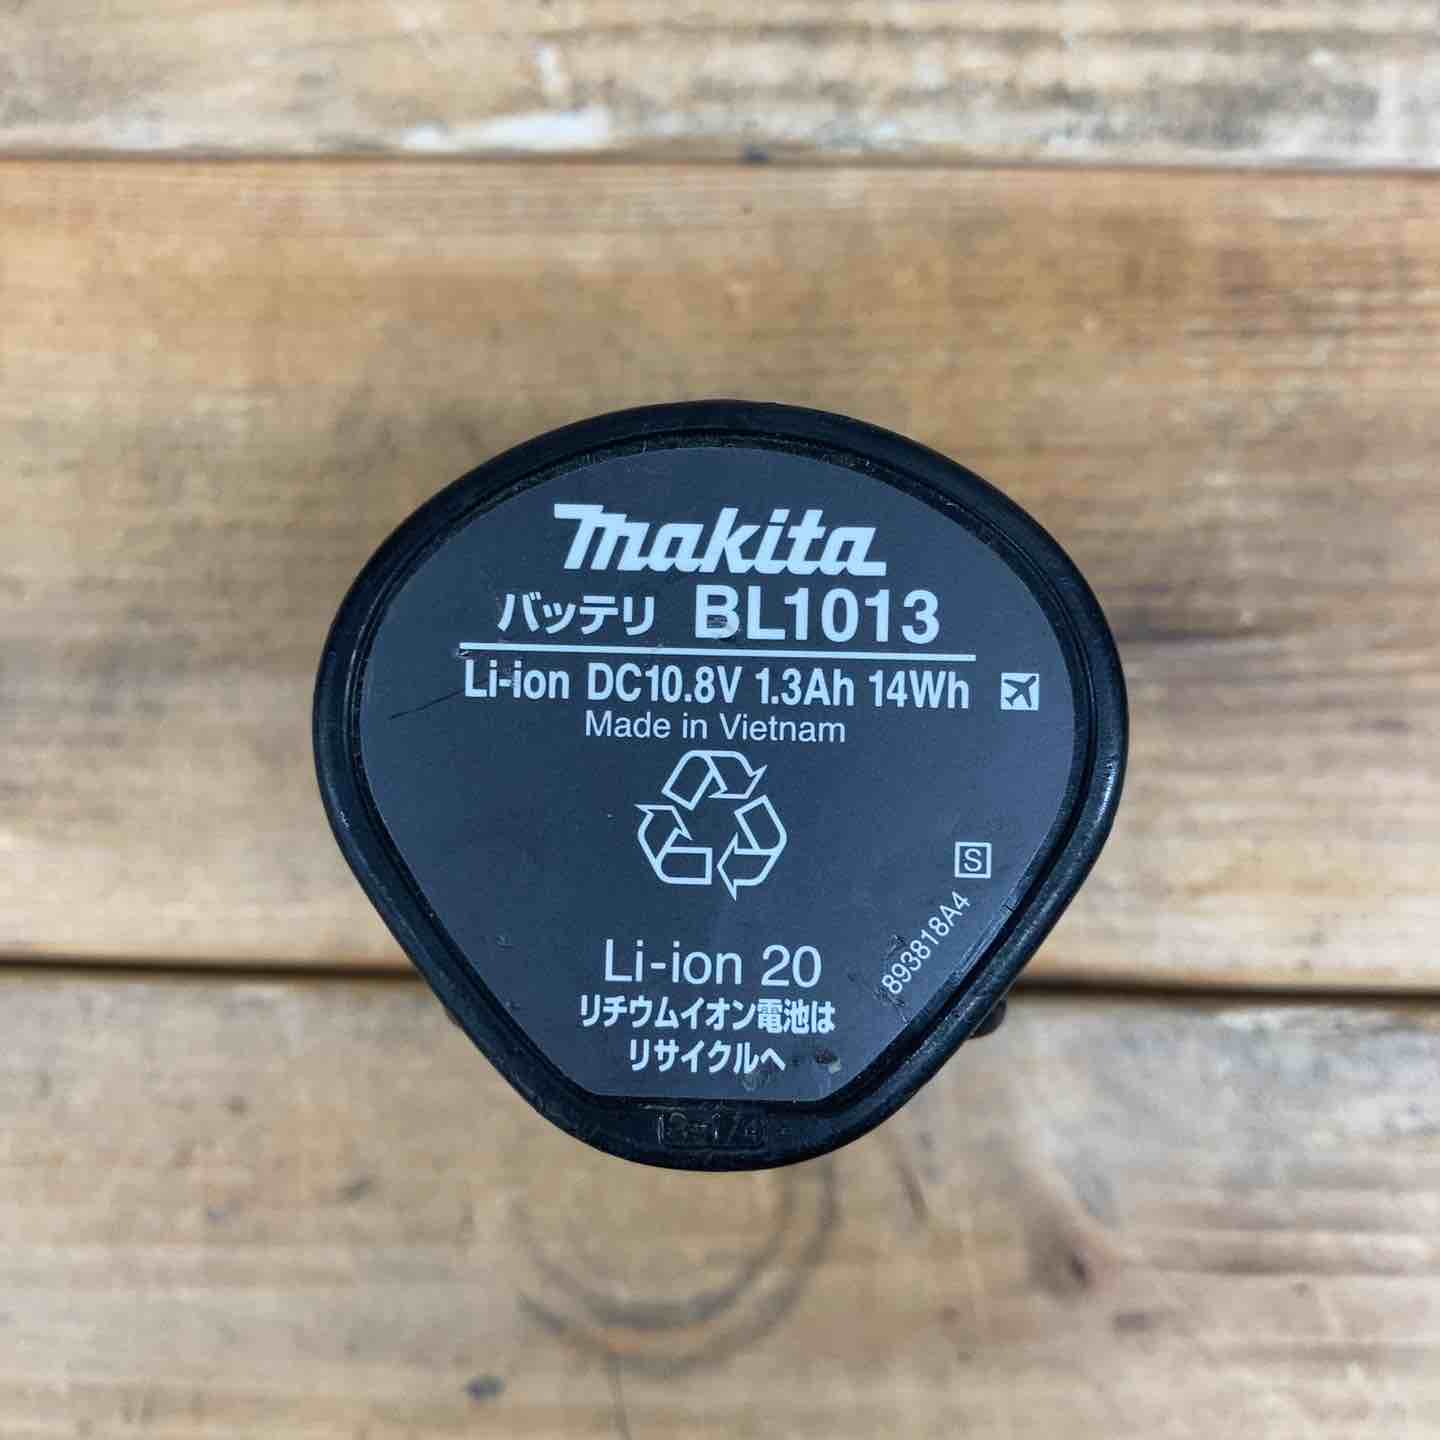 makita
バッテリ BL1013
Li-ion DC10.8V 1.3Ah 14Wh
Made in Vietnam
S
893818A4
Li-ion 20
リチウムイオン電池は
リサイクルへ